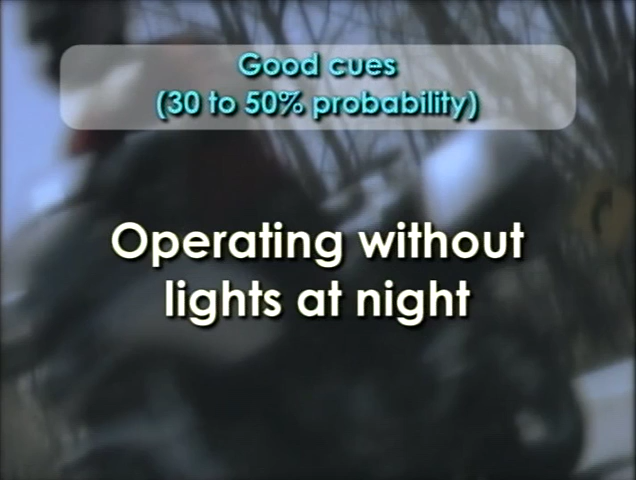 Good cues
(30 to 50% probability)
Operating without
lights at night